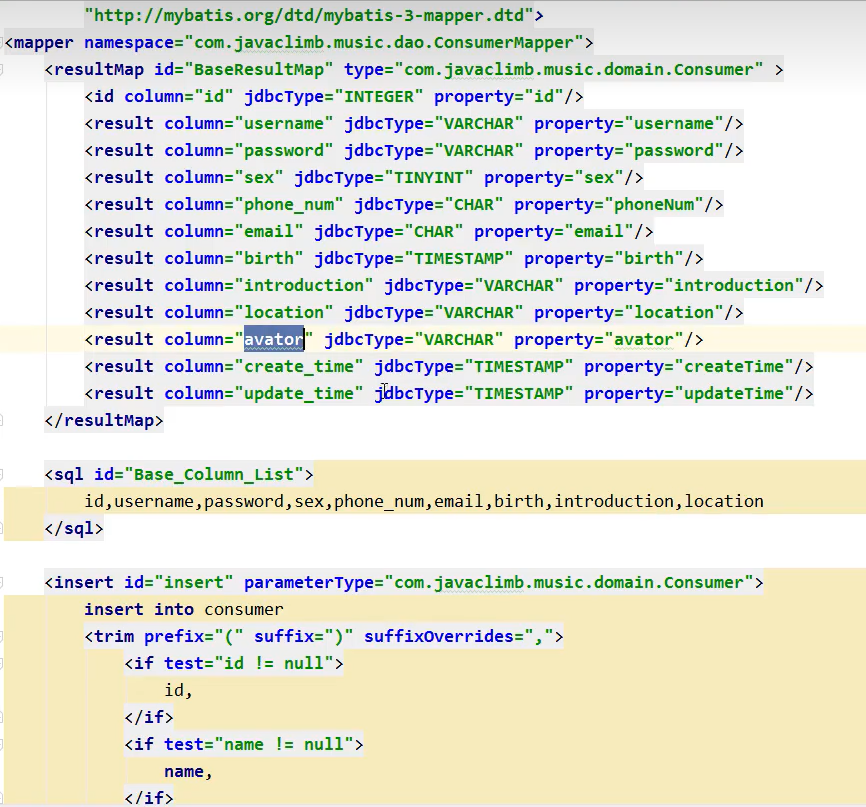 "http://mybatis.org/dtd/mybatis-3-mapper.dtd">
<mapper namespace="com.javaclimb.music.dao.ConsumerMapper">
<resultMap id="BaseResultMap" type="com.javaclimb.music.domain.Consumer" >
<id column="id" jdbcType="INTEGER" property="id"/>
<result column="username" jdbcType="VARCHAR" property="username"/>
<result column="password" jdbcType="VARCHAR" property="password"/>
<result column="sex" jdbcType="TINYINT" property="sex"/>
<result column="phone_num" jdbcType="CHAR" property="phoneNum"/>
<result column="email" jdbcType="CHAR" property="email"/>
<result column="birth" jdbcType="TIMESTAMP" property="birth"/>
<result column="introduction" jdbcType="VARCHAR" property="introduction"/>
<result column="location" jdbcType="VARCHAR" property="location"/>
<result column="avator" jdbcType="VARCHAR" property="avator"/>
<result column="create_time" jdbcType="TIMESTAMP" property="createTime"/>
<result column="update_time" jdbcType="TIMESTAMP" property="updateTime"/>
</resultMap>
<sql id="Base_Column_List">
id,username,password,sex,phone_num,email,birth,introduction,location
</sql>
<insert id="insert" parameterType="com.javaclimb.music.domain.Consumer">
insert into consumer
<trim prefix="(" suffix=")" suffixOverrides=",">
<if test="id != null">
id,
</if>
<if test="name != null">
name,
</if>